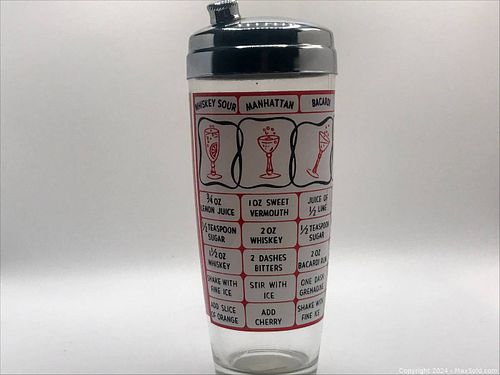 WHISKEY SOUR MANHATTAN BACARDI
3/4 OZ
LEMON JUICE
1 OZ SWEET
VERMOUTH
JUICE OF
1/2 LIME
1/2 TEASPOON
SUGAR
2 OZ
WHISKEY
1/2 TEASPOON
SUGAR
1 1/2 OZ
WHISKEY
2 DASHES
BITTERS
2 OZ
BACARDI RUM
SHAKE WITH
FINE ICE
STIR WITH
ICE
ONE DASH
GRENADINE
ADD SLICE
OF ORANGE
ADD
CHERRY
SHAKE WITH
FINE ICE
Copyright 2024 - MaxSold.com